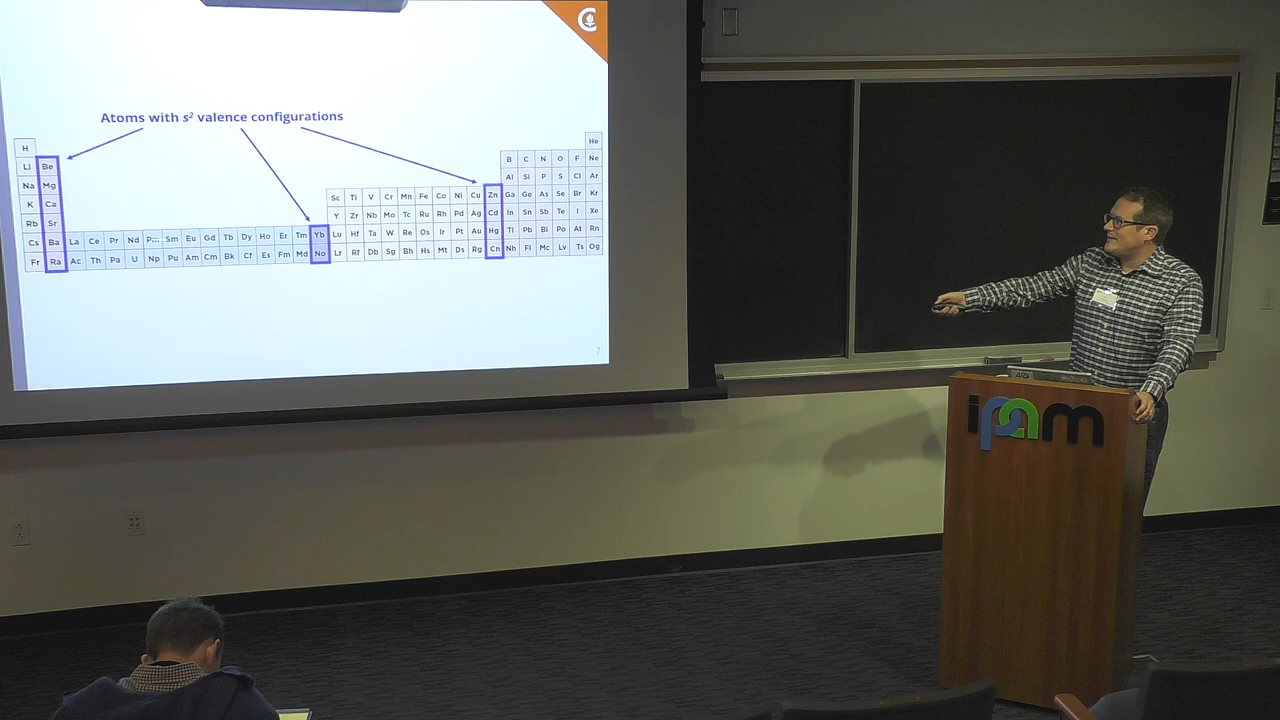 Atoms with s² valence configurations
H He
Li Be B C N O F Ne
Na Mg Al Si P S Cl Ar
K Ca Sc Ti V Cr Mn Fe Co Ni Cu Zn Ga Ge As Se Br Kr
Rb Sr Y Zr Nb Mo Tc Ru Rh Pd Ag Cd In Sn Sb Te I Xe
Cs Ba La Ce Pr Nd Sm Eu Gd Tb Dy Ho Er Tm Yb Lu Hf Ta W Re Os Ir Pt Au Hg Tl Pb Bi Po At Rn
Fr Ra Ac Th Pa U Np Pu Am Cm Bk Cf Es Fm Md No Lr Rf Db Sg Bh Hs Mt Ds Rg Cn Nh Fl Mc Lv Ts Og
7
ipam